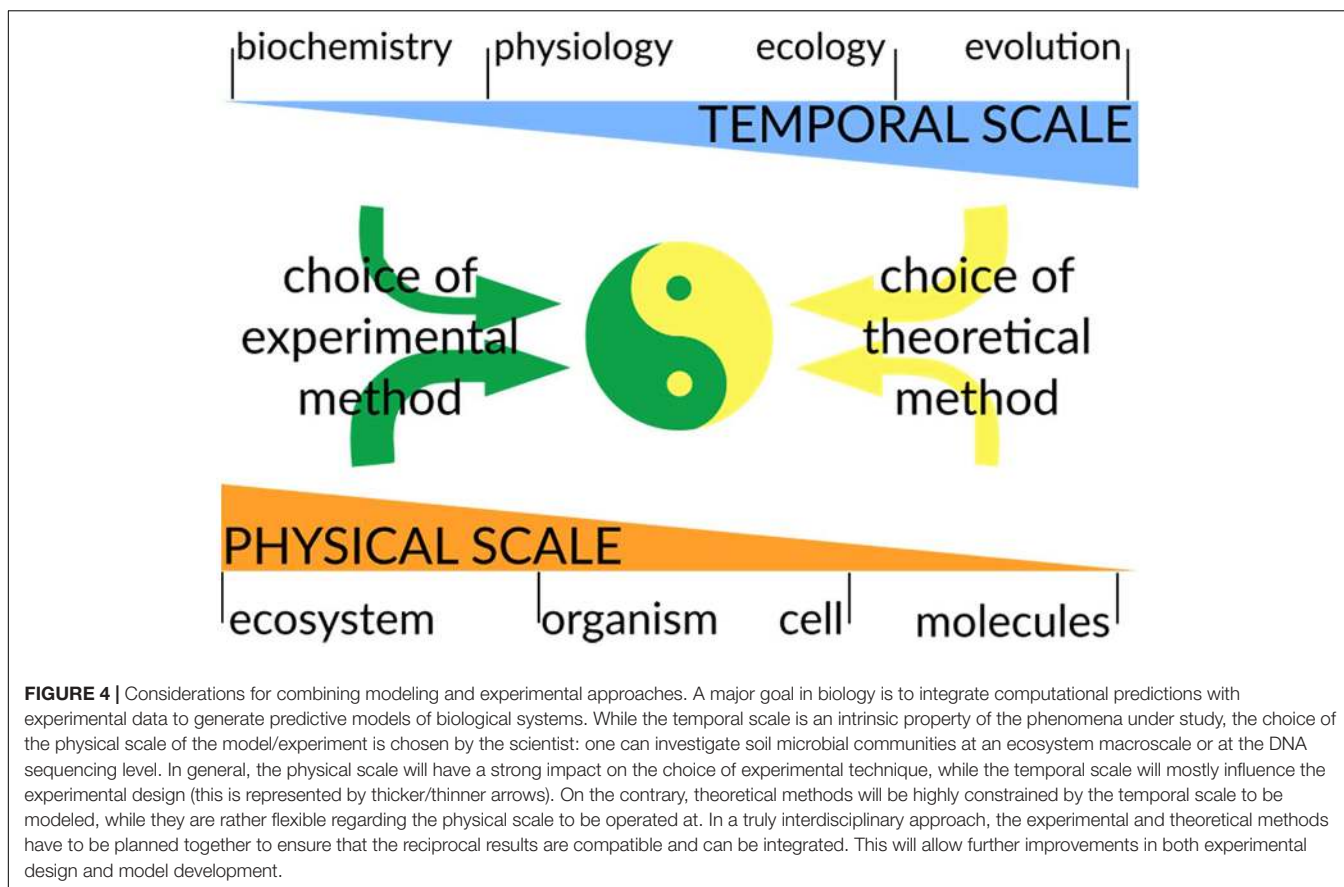 biochemistry physiology ecology evolution
TEMPORAL SCALE
choice of
experimental
method
choice of
theoretical
method
PHYSICAL SCALE
ecosystem organism cell molecules
FIGURE 4 | Considerations for combining modeling and experimental approaches. A major goal in biology is to integrate computational predictions with
experimental data to generate predictive models of biological systems. While the temporal scale is an intrinsic property of the phenomena under study, the choice of
the physical scale of the model/experiment is chosen by the scientist: one can investigate soil microbial communities at an ecosystem macroscale or at the DNA
sequencing level. In general, the physical scale will have a strong impact on the choice of experimental technique, while the temporal scale will mostly influence the
experimental design (this is represented by thicker/thinner arrows). On the contrary, theoretical methods will be highly constrained by the temporal scale to be
modeled, while they are rather flexible regarding the physical scale to be operated at. In a truly interdisciplinary approach, the experimental and theoretical methods
have to be planned together to ensure that the reciprocal results are compatible and can be integrated. This will allow further improvements in both experimental
design and model development.